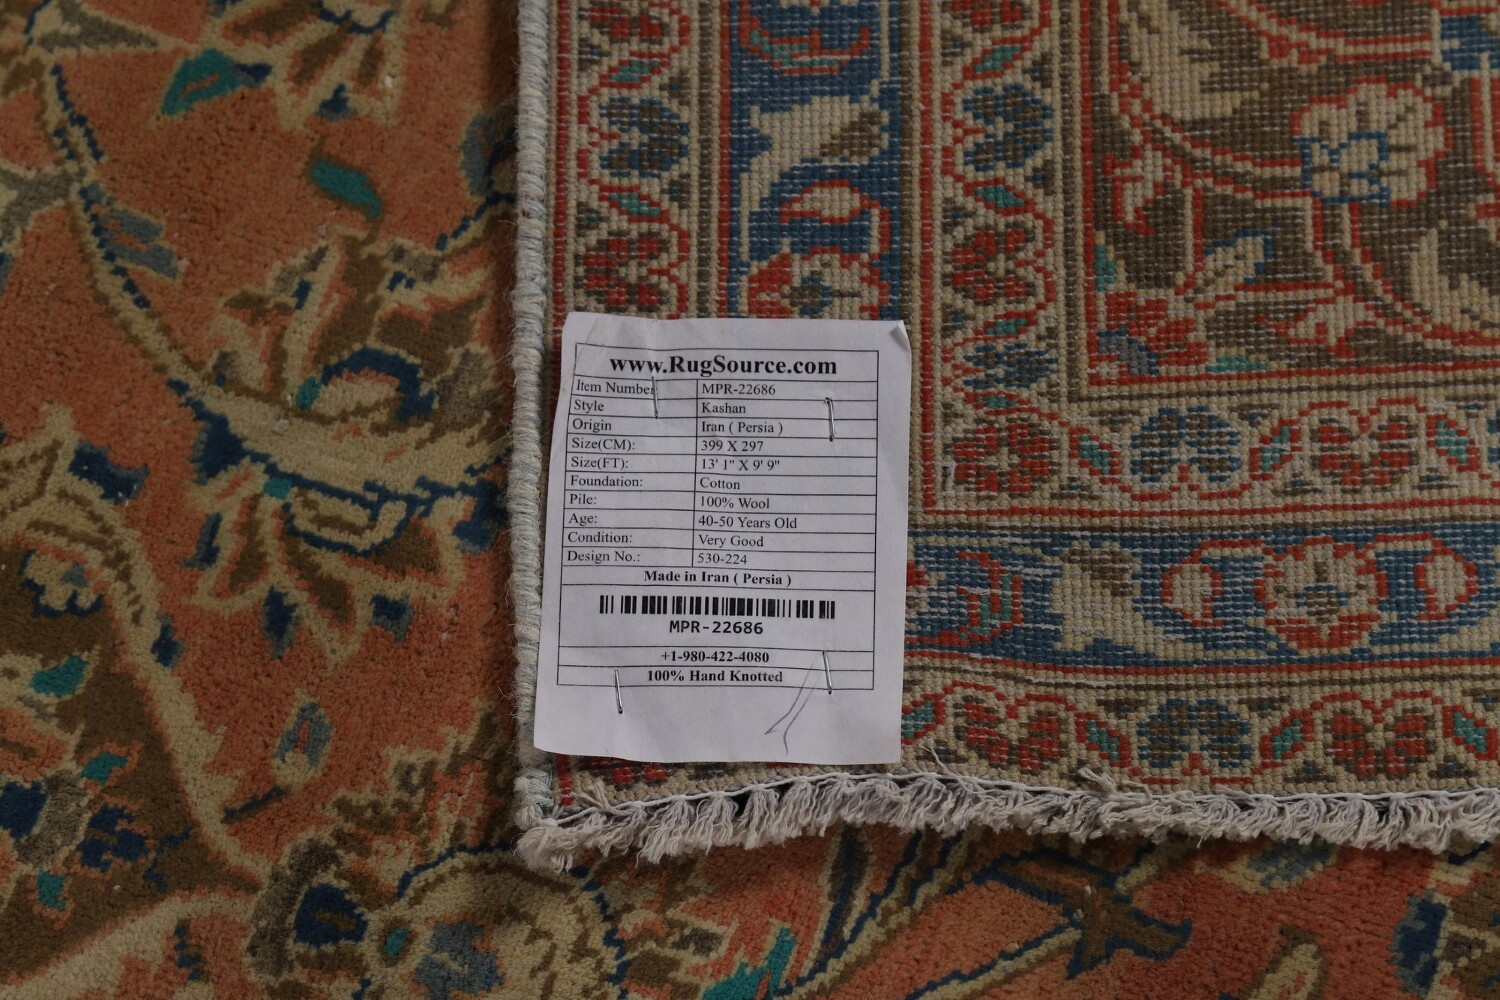 www.RugSource.com
Item Number MPR-22686
Style Kashan
Origin Iran ( Persia )
Size(CM): 399 X 297
Size(FT): 13' 1" X 9' 9"
Foundation: Cotton
Pile: 100% Wool
Age: 40-50 Years Old
Condition: Very Good
Design No.: 530-224
Made in Iran ( Persia )
MPR-22686
+1-980-422-4080
100% Hand Knotted